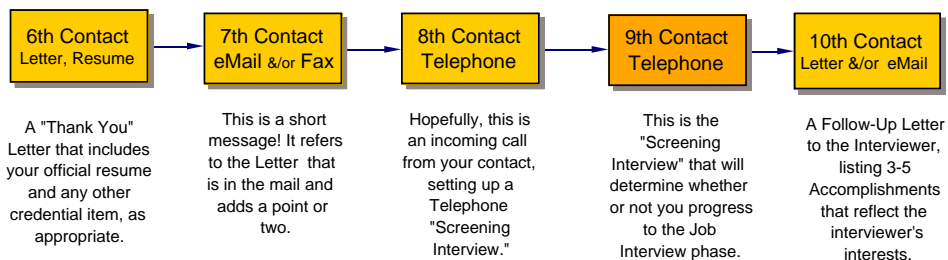 6th Contact
Letter, Resume
7th Contact
eMail &/or Fax
8th Contact
Telephone
9th Contact
Telephone
10th Contact
Letter &/or eMail
A "Thank You"
Letter that includes
your official resume
and any other
credential item, as
appropriate.
This is a short
message! It refers
to the Letter that
is in the mail and
adds a point or
two.
Hopefully, this is
an incoming call
from your contact,
setting up a
Telephone
"Screening
Interview."
This is the
"Screening
Interview" that will
determine whether
or not you progress
to the Job
Interview phase.
A Follow-Up Letter
to the Interviewer,
listing 3-5
Accomplishments
that reflect the
interviewer's
interests.